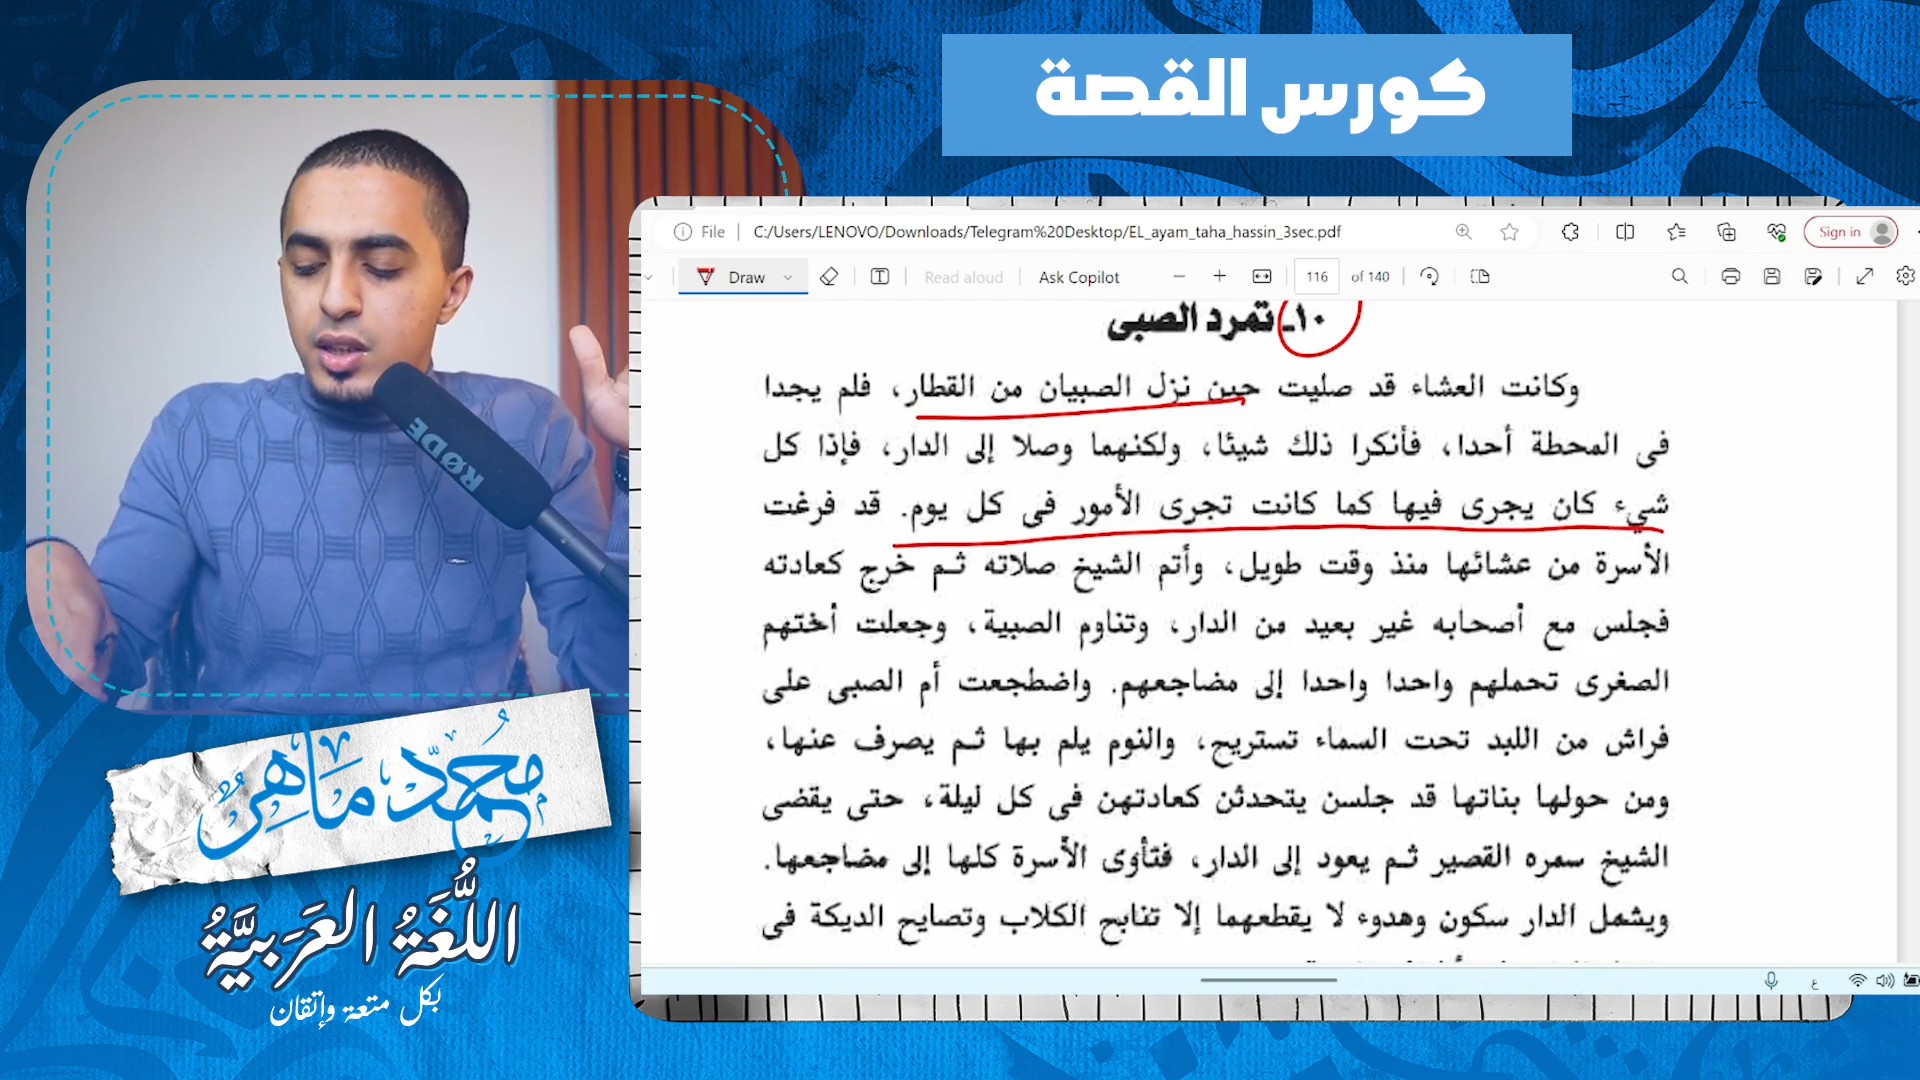 كورس القصة
File
C:/Users/LENOVO/Downloads/Telegram%20Desktop/EL_ayam_taha_hassin_3sec.pdf
Sign in
Draw
Read aloud
Ask Copilot
116
of 140
١٠ـ تمرد الصبى
وكانت العشاء قد صليت حين نزل الصبيان من القطار، فلم يجدا
فى المحطة أحدا، فأنكرا ذلك شيئا، ولكنهما وصلا إلى الدار، فإذا كل
شيء كان يجرى فيها كما كانت تجرى الأمور فى كل يوم. قد فرغت
الأسرة من عشائها منذ وقت طويل، وأتم الشيخ صلاته ثم خرج كعادته
فجلس مع أصحابه غير بعيد من الدار، وتناوم الصبية، وجعلت أختهم
الصغرى تحملهم واحدا واحدا إلى مضاجعهم. واضطجعت أم الصبى على
فراش من اللبد تحت السماء تستريح، والنوم يلم بها ثم يصرف عنها،
ومن حولها بناتها قد جلسن يتحدثن كعادتهن فى كل ليلة، حتى يقضى
الشيخ سمره القصير ثم يعود إلى الدار، فتأوى الأسرة كلها إلى مضاجعها.
ويشمل الدار سكون وهدوء لا يقطعهما إلا تنابح الكلاب وتصايح الديكة فى
RØDE
مُحمّد مَاهِرٌ
اللُّغَةُ العَرَبيَّةُ
بكل متعة وإتقان
ع